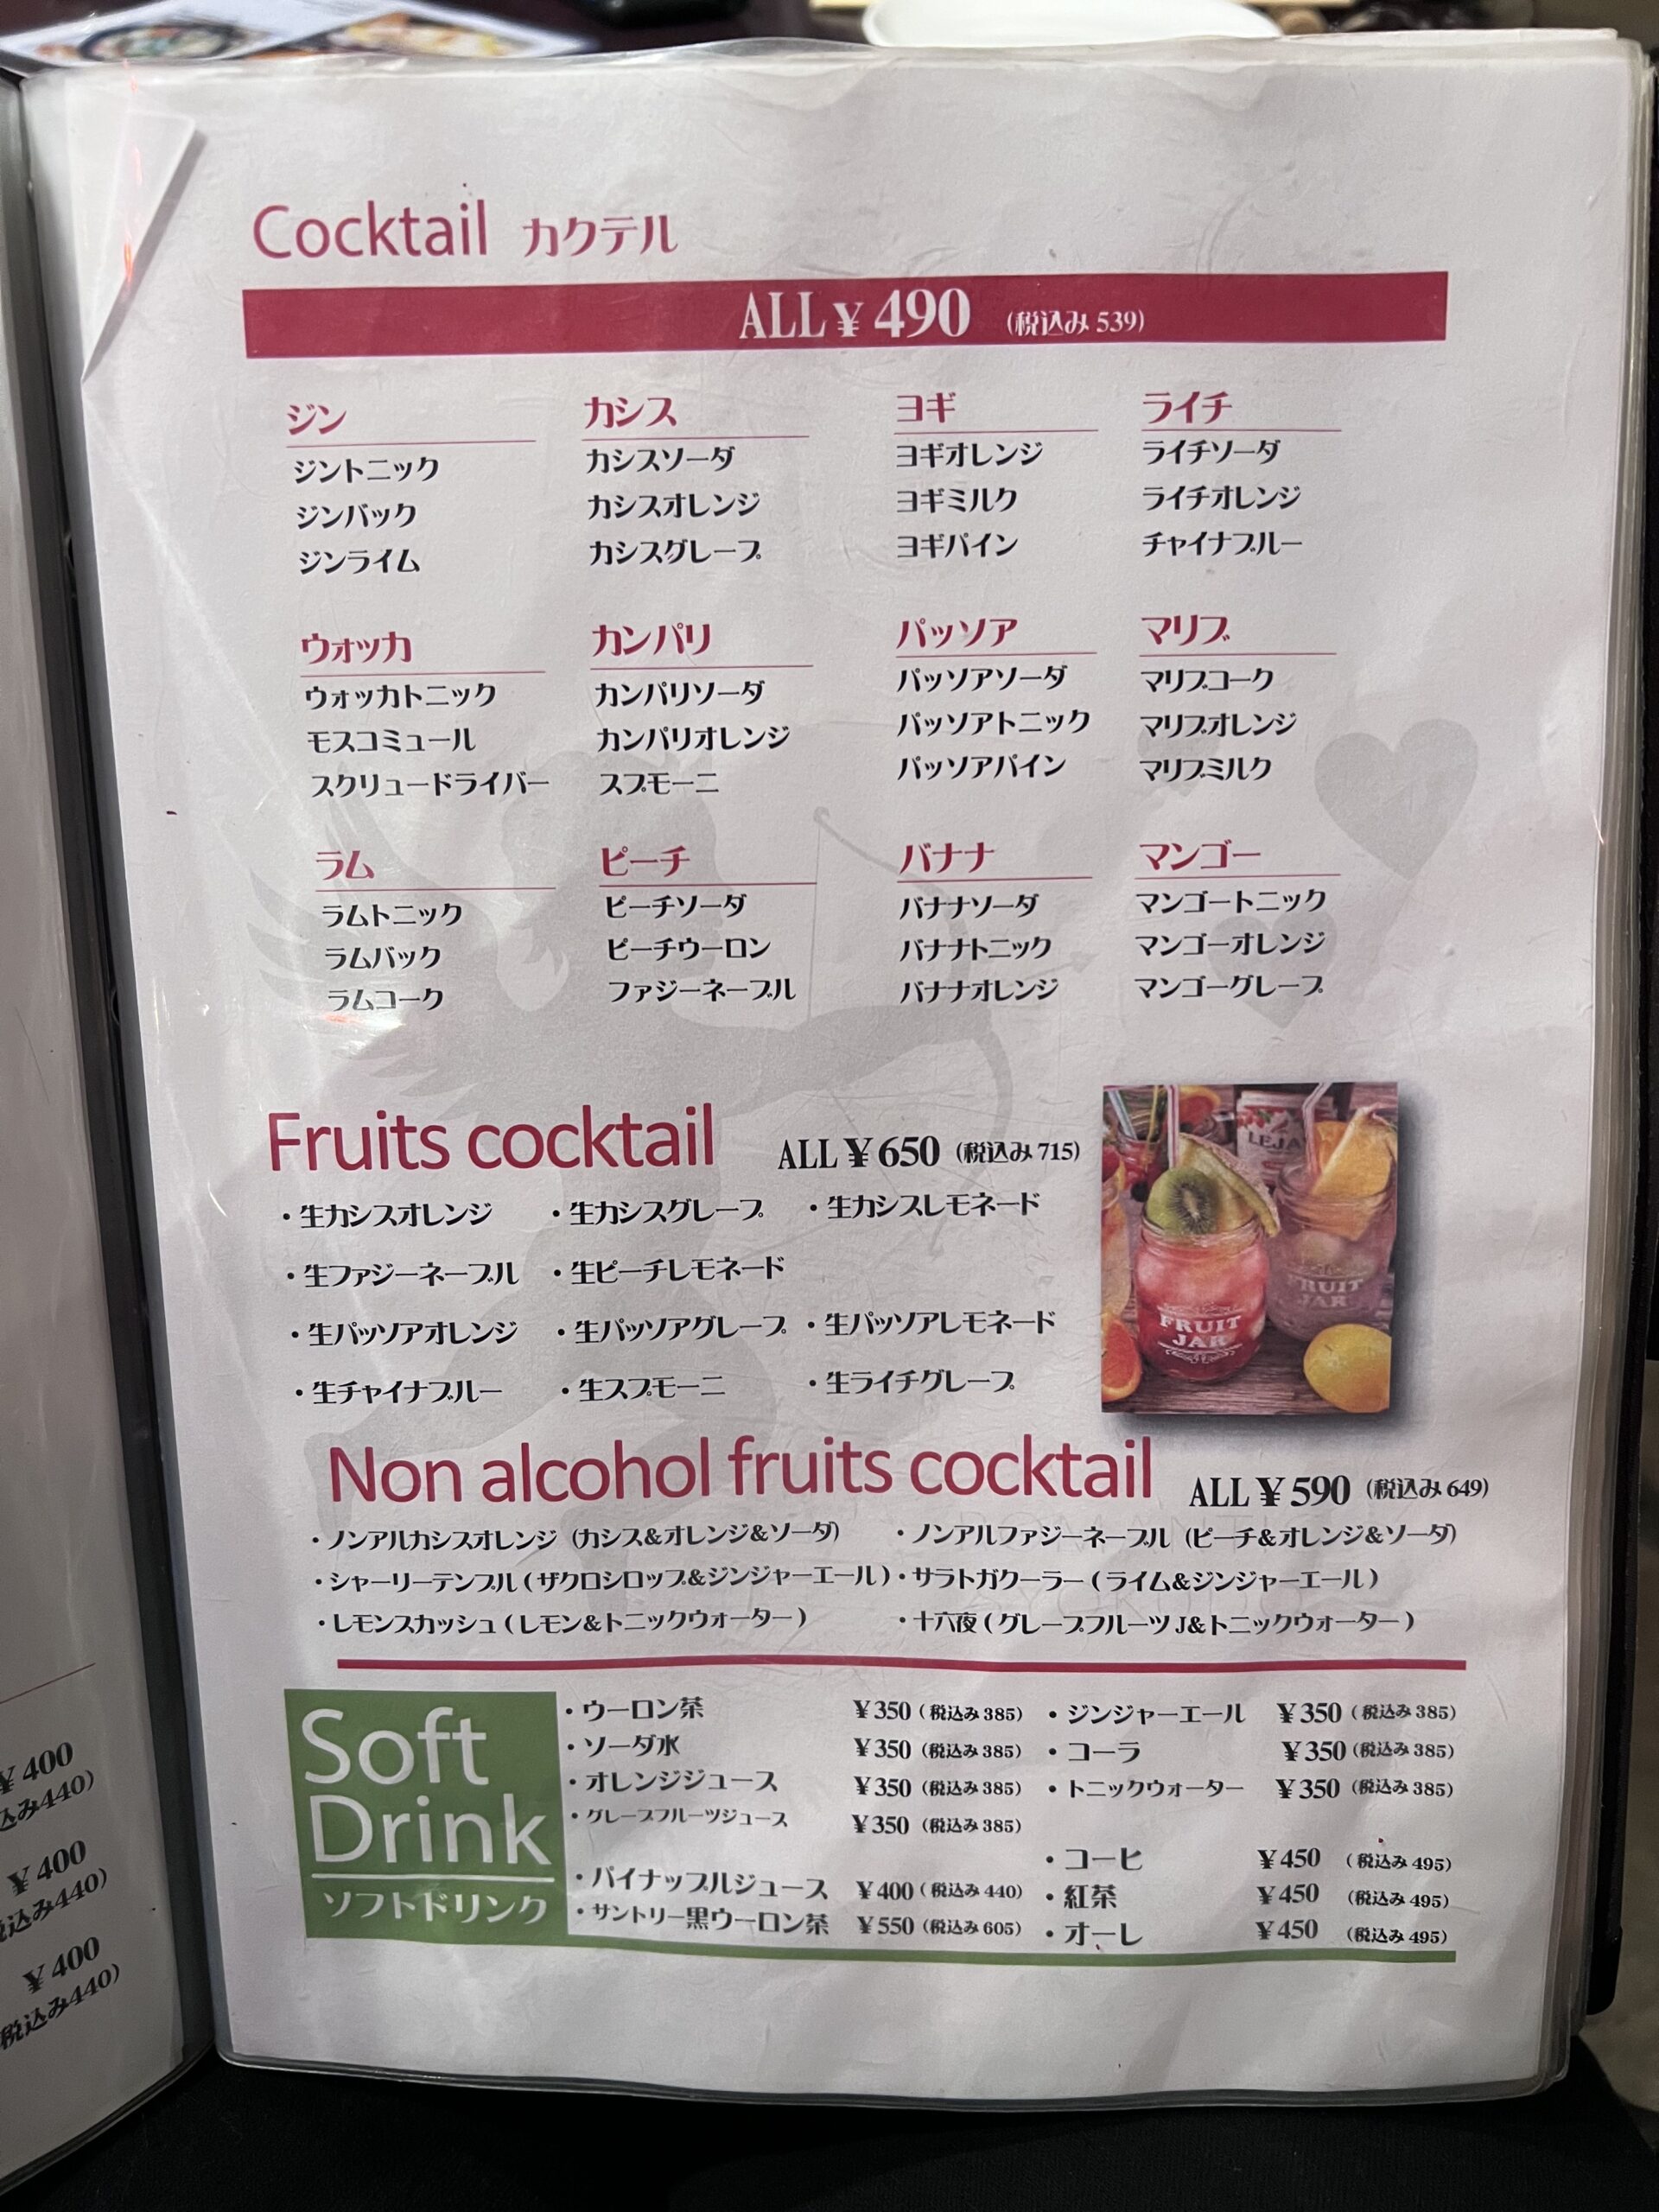 Cocktail カクテル
ALL ¥ 490 (税込み 539)
ジン
ジントニック
ジンバック
ジンライム
カシス
カシスソーダ
カシスオレンジ
カシスグレープ
ヨギ
ヨギオレンジ
ヨギミルク
ヨギパイン
ライチ
ライチソーダ
ライチオレンジ
チャイナブルー
ウォッカ
ウォッカトニック
モスコミュール
スクリュードライバー
カンパリ
カンパリソーダ
カンパリオレンジ
スプモーニ
パッソア
パッソアソーダ
パッソアトニック
パッソアパイン
マリブ
マリブコーク
マリブオレンジ
マリブミルク
ラム
ラムトニック
ラムバック
ラムコーク
ピーチ
ピーチソーダ
ピーチウーロン
ファジーネーブル
バナナ
バナナソーダ
バナナトニック
バナナオレンジ
マンゴー
マンゴートニック
マンゴーオレンジ
マンゴーグレープ
Fruits cocktail ALL ¥ 650 (税込み 715)
・生カシスオレンジ ・生カシスグレープ ・生カシスレモネード
・生ファジーネーブル ・生ピーチレモネード
・生パッソアオレンジ ・生パッソアグレープ ・生パッソアレモネード
・生チャイナブルー ・生スプモーニ ・生ライチグレープ
LEJA
FRUIT
JAR
FRUIT
JAR
Non alcohol fruits cocktail ALL ¥ 590 (税込み 649)
・ノンアルカシスオレンジ (カシス&オレンジ&ソーダ) ・ノンアルファジーネーブル (ピーチ&オレンジ&ソーダ)
・シャーリーテンプル (ザクロシロップ&ジンジャーエール) ・サラトガクーラー (ライム&ジンジャーエール)
・レモンスカッシュ (レモン&トニックウォーター) ・十六夜 (グレープフルーツ J&トニックウォーター)
Soft
Drink
ソフトドリンク
・ウーロン茶 ¥350 (税込み 385)
・ソーダ水 ¥350 (税込み 385)
・オレンジジュース ¥350 (税込み 385)
・グレープフルーツジュース ¥350 (税込み 385)
・パイナップルジュース ¥400 (税込み 440)
・サントリー黒ウーロン茶 ¥550 (税込み 605)
・ジンジャーエール ¥350 (税込み 385)
・コーラ ¥350 (税込み 385)
・トニックウォーター ¥350 (税込み 385)
・コーヒ ¥450 (税込み 495)
・紅茶 ¥450 (税込み 495)
・オーレ ¥450 (税込み 495)
¥ 400
込み440)
¥ 400
税込み440)
¥ 400
税込み440)